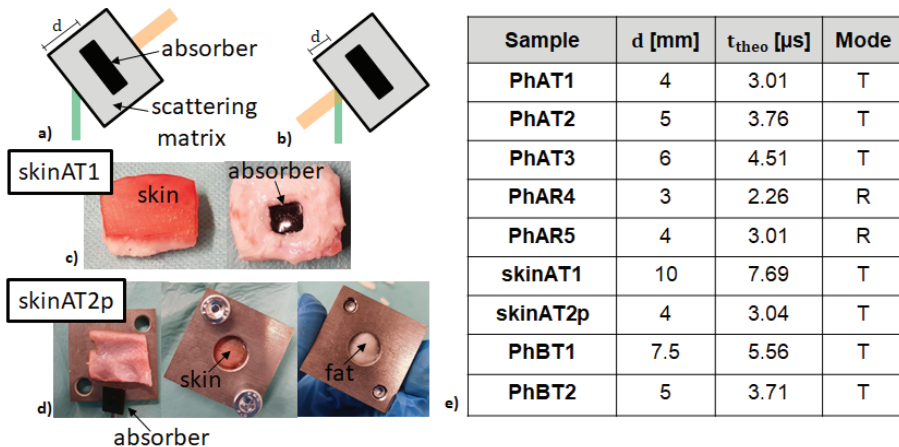 d
absorber
scattering
matrix
a)
d
b)
skinAT1
skin
absorber
c)
skinAT2p
skin
fat
d)
absorber
e)
Sample d [mm] t_theo [µs] Mode
PhAT1 4 3.01 T
PhAT2 5 3.76 T
PhAT3 6 4.51 T
PhAR4 3 2.26 R
PhAR5 4 3.01 R
skinAT1 10 7.69 T
skinAT2p 4 3.04 T
PhBT1 7.5 5.56 T
PhBT2 5 3.71 T